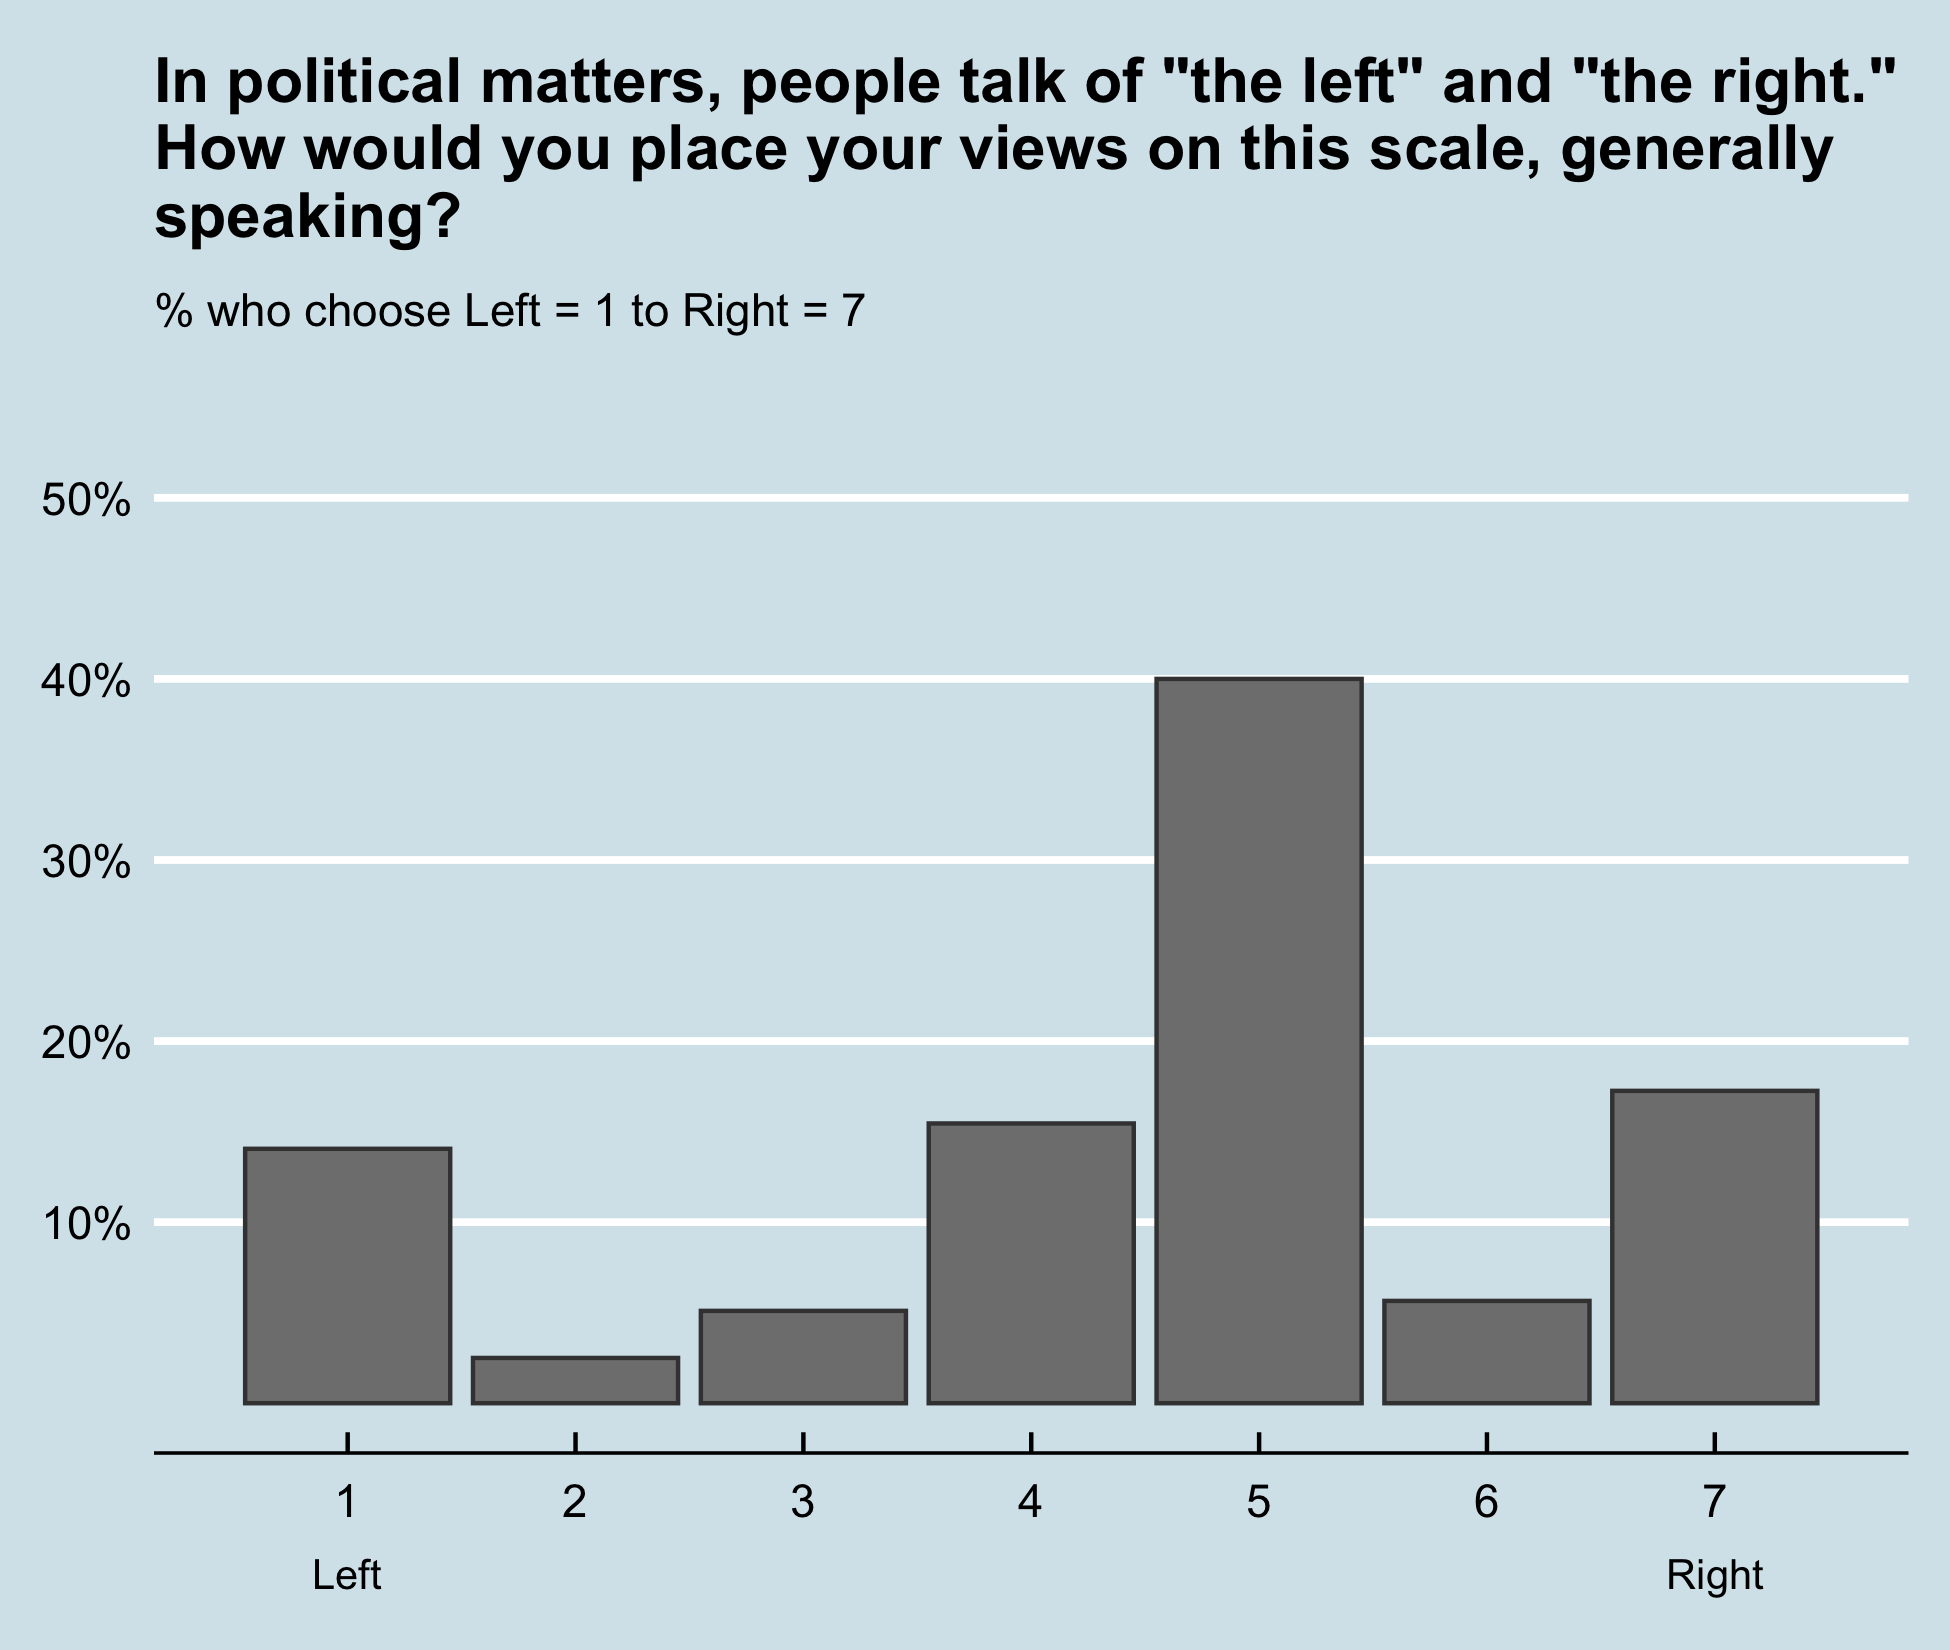 In political matters, people talk of "the left" and "the right."
How would you place your views on this scale, generally
speaking?
% who choose Left = 1 to Right = 7
50%
40%
30%
20%
10%
1 2 3 4 5 6 7
Left Right